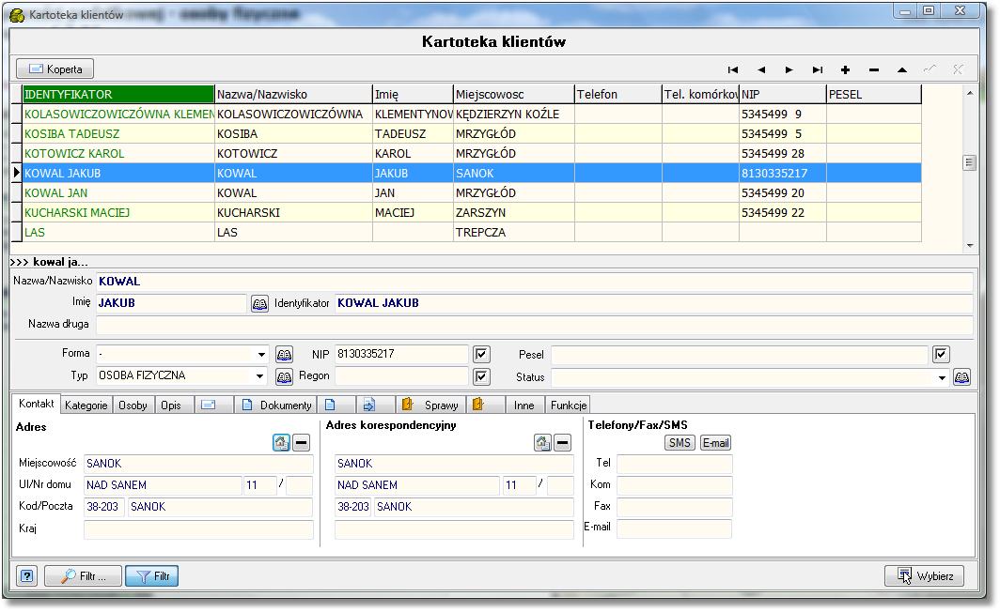 Kartoteka klientów
Kartoteka klientów
Koperta
IDENTYFIKATOR Nazwa/Nazwisko Imię Miejscowosc Telefon Tel. komórkow NIP PESEL
KOLASOWICZOWICZÓWNA KLEMEN KOLASOWICZOWICZÓWNA KLEMENTYNOW KĘDZIERZYN KOŹLE 5345499 9
KOSIBA TADEUSZ KOSIBA TADEUSZ MRZYGŁÓD 5345499 5
KOTOWICZ KAROL KOTOWICZ KAROL MRZYGŁÓD 5345499 28
KOWAL JAKUB KOWAL JAKUB SANOK 8130335217
KOWAL JAN KOWAL JAN MRZYGŁÓD 5345499 20
KUCHARSKI MACIEJ KUCHARSKI MACIEJ ZARSZYN 5345499 22
LAS LAS TREPCZA
>>> kowal ja...
Nazwa/Nazwisko KOWAL
Imię JAKUB Identyfikator KOWAL JAKUB
Nazwa długa
Forma - NIP 8130335217 Pesel
Typ OSOBA FIZYCZNA Regon Status
Kontakt Kategorie Osoby Opis Dokumenty Sprawy Inne Funkcje
Adres Adres korespondencyjny Telefony/Fax/SMS
SMS E-mail
Miejscowość SANOK SANOK Tel
Ul/Nr domu NAD SANEM 11 / NAD SANEM 11 / Kom
Kod/Poczta 38-203 SANOK 38-203 SANOK Fax
Kraj E-mail
? Filtr ... Filtr Wybierz